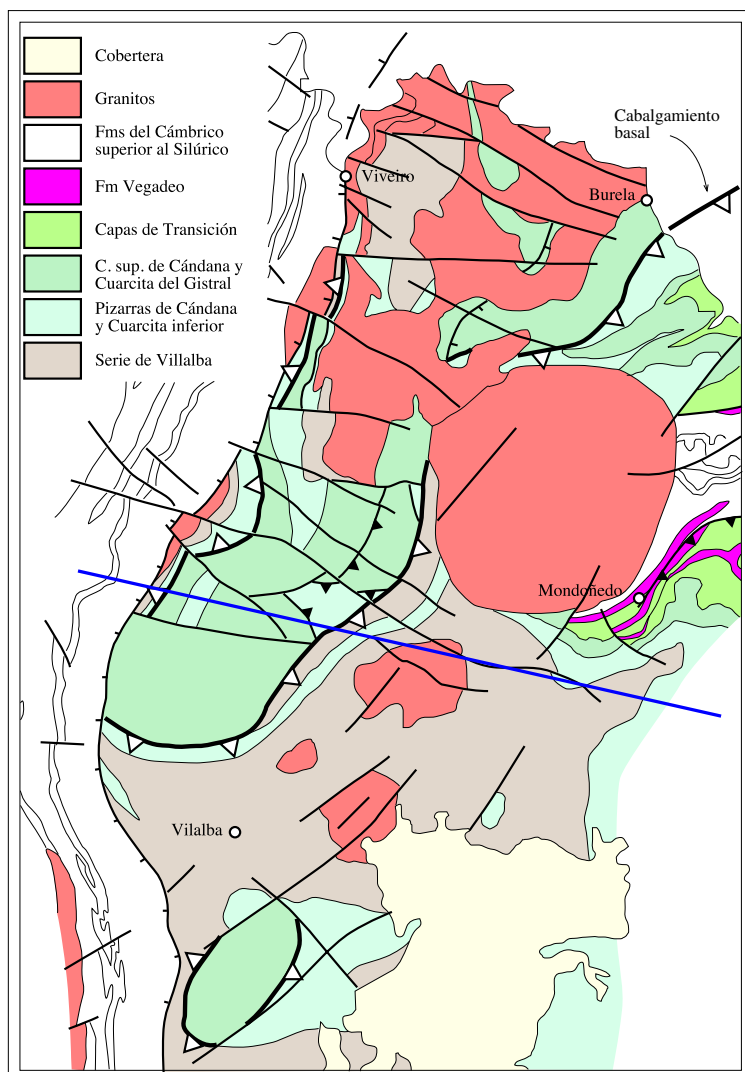 Cobertera
Granitos
Fms del Cámbrico
superior al Silúrico
Fm Vegadeo
Capas de Transición
C. sup. de Cándana y
Cuarcita del Gistral
Pizarras de Cándana
y Cuarcita inferior
Serie de Villalba
Cabalgamiento
basal
Viveiro
Burela
Mondoñedo
Vilalba